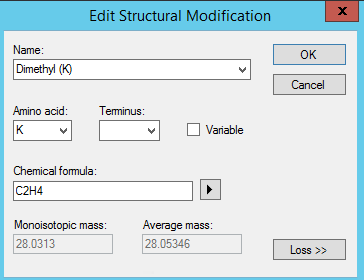 Edit Structural Modification
x
Name:
Dimethyl (K)
OK
Cancel
Amino acid:
Terminus:
K
Variable
Chemical formula:
C2H4
Monoisotopic mass:
Average mass:
28.0313
28.05346
Loss >>